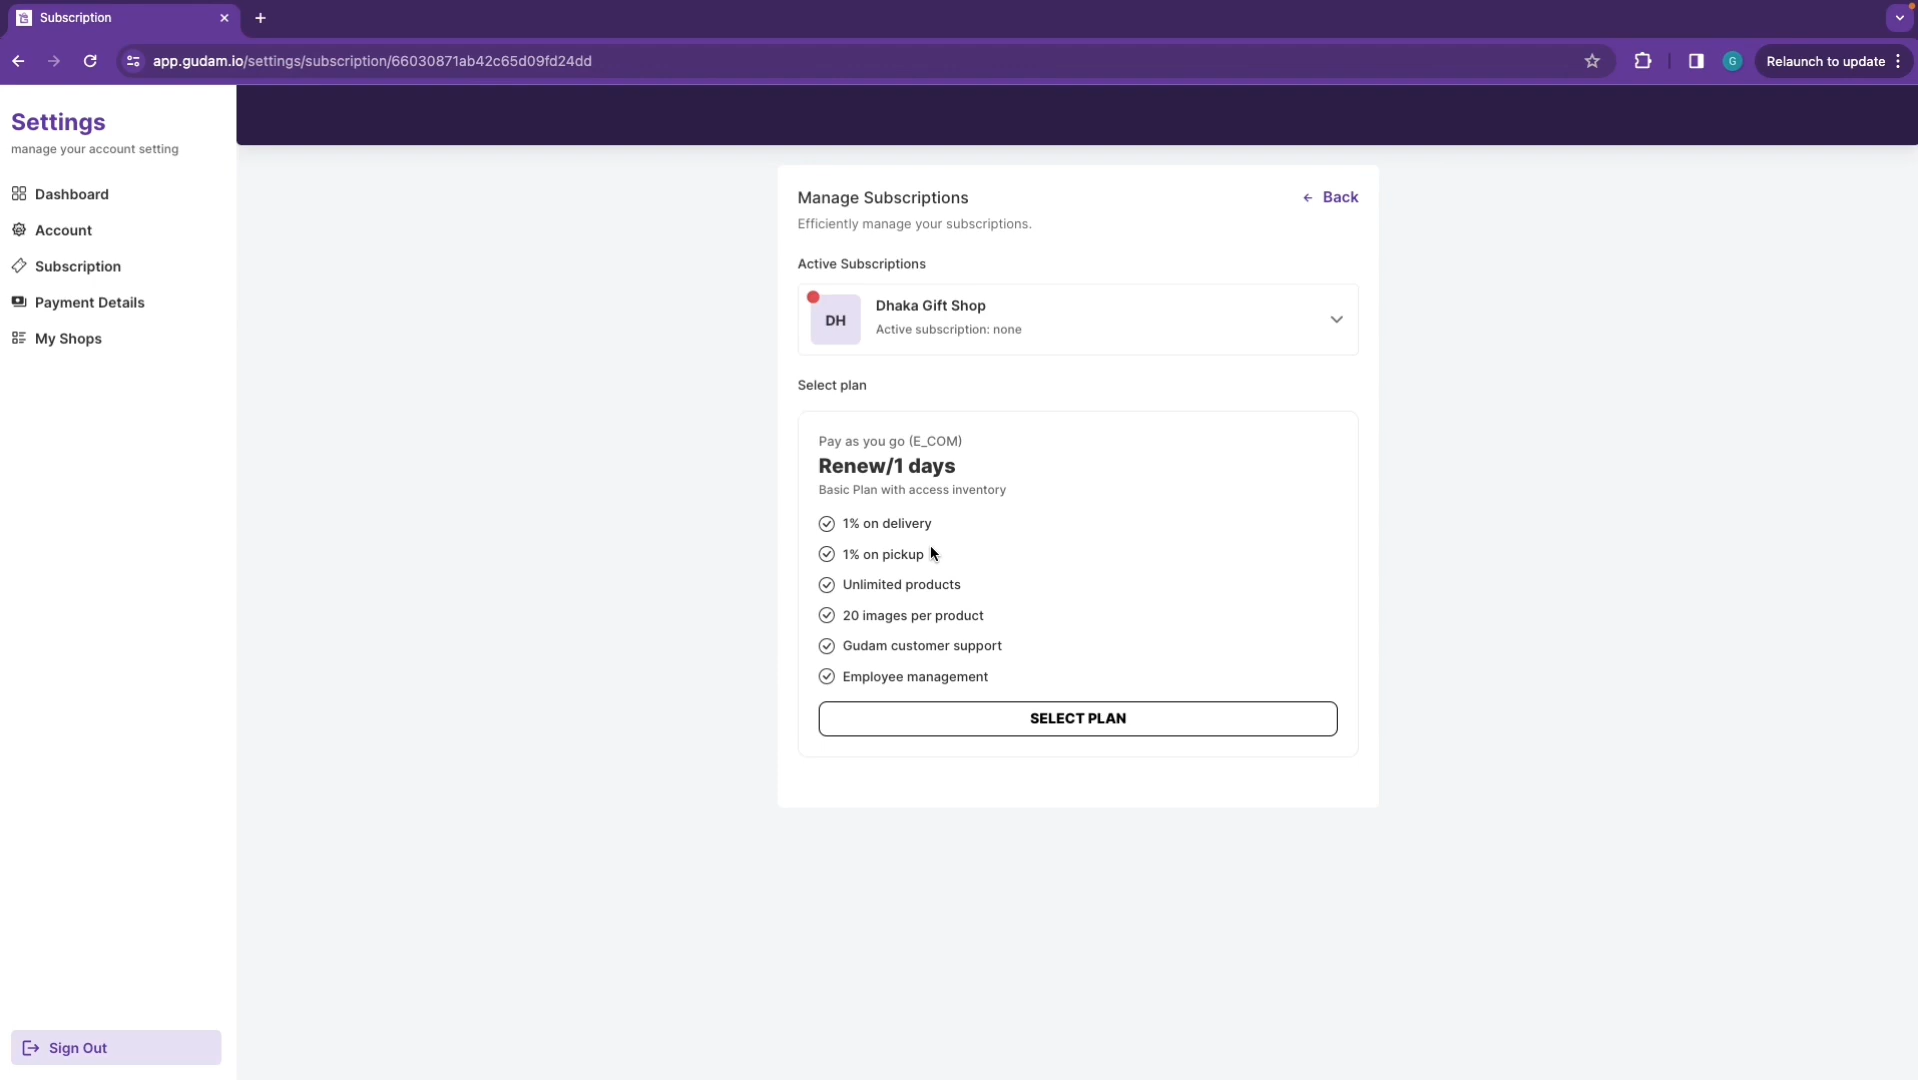 Subscription
app.gudam.io/settings/subscription/66030871ab42c65d09fd24dd
G
Relaunch to update
Settings
manage your account setting
Dashboard
Account
Subscription
Payment Details
My Shops
Sign Out
Manage Subscriptions
Back
Efficiently manage your subscriptions.
Active Subscriptions
DH
Dhaka Gift Shop
Active subscription: none
Select plan
Pay as you go (E_COM)
Renew/1 days
Basic Plan with access inventory
1% on delivery
1% on pickup
Unlimited products
20 images per product
Gudam customer support
Employee management
SELECT PLAN